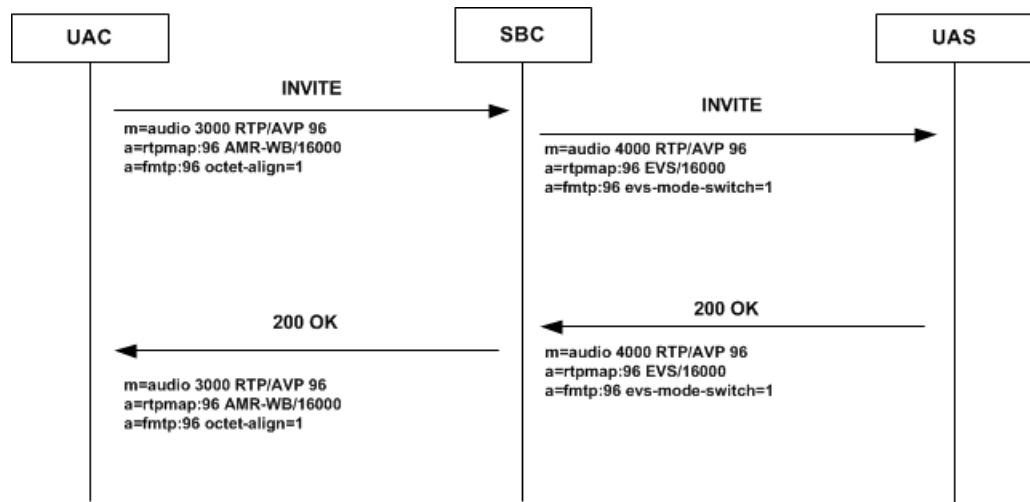 UAC
SBC
UAS
INVITE
m=audio 3000 RTP/AVP 96
a=rtpmap:96 AMR-WB/16000
a=fmtp:96 octet-align=1
INVITE
m=audio 4000 RTP/AVP 96
a=rtpmap:96 EVS/16000
a=fmtp:96 evs-mode-switch=1
200 OK
m=audio 4000 RTP/AVP 96
a=rtpmap:96 EVS/16000
a=fmtp:96 evs-mode-switch=1
200 OK
m=audio 3000 RTP/AVP 96
a=rtpmap:96 AMR-WB/16000
a=fmtp:96 octet-align=1